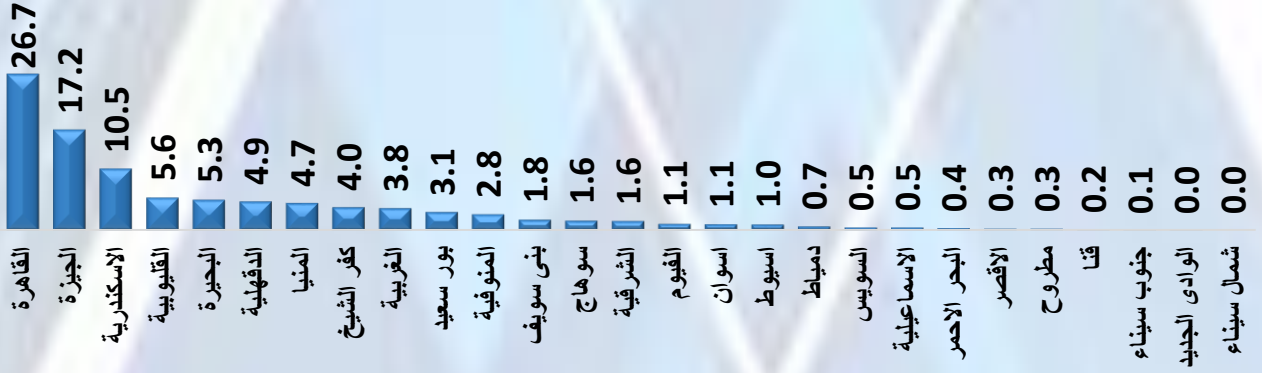 26.7
17.2
10.5
5.6
5.3
4.9
4.7
4.0
3.8
3.1
2.8
1.8
1.6
1.6
1.1
1.1
1.0
0.7
0.5
0.5
0.4
0.3
0.3
0.2
0.1
0.0
0.0
القاهرة
الجيزة
الاسكندرية
القليوبية
البحيرة
الدقهلية
المنيا
كفر الشيخ
الغربية
بور سعيد
المنوفية
بنى سويف
سوهاج
الشرقية
الفيوم
اسوان
اسيوط
دمياط
السويس
الاسماعيلية
البحر الاحمر
الاقصر
مطروح
قنا
جنوب سيناء
الوادى الجديد
شمال سيناء